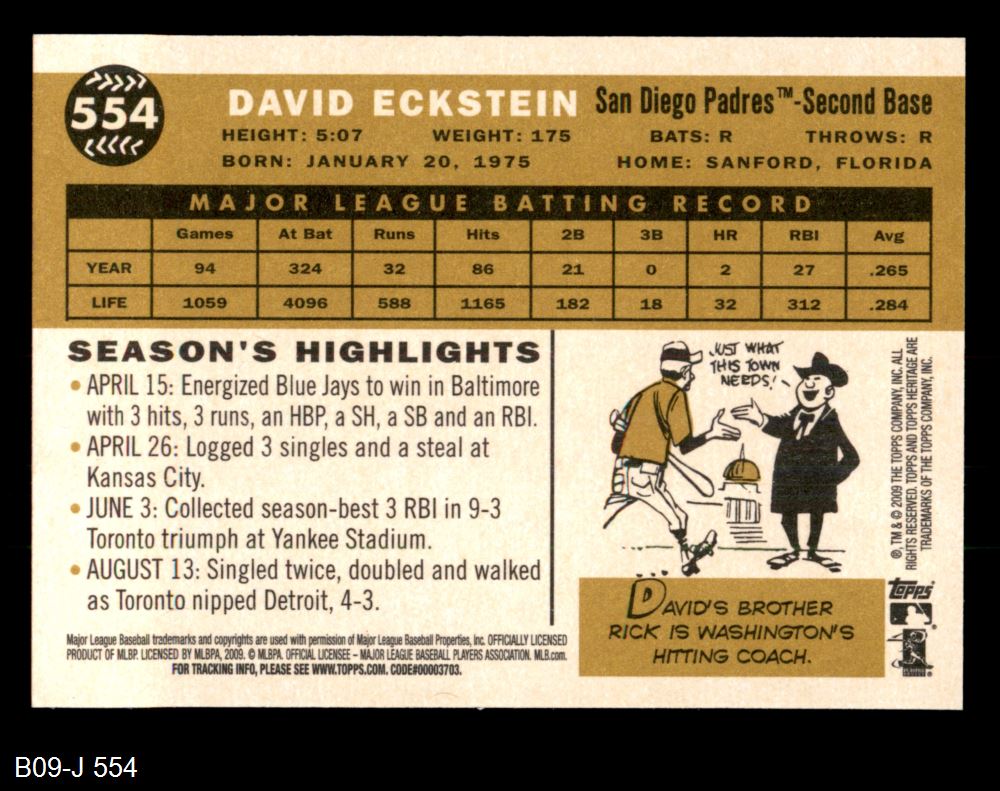 554
DAVID ECKSTEIN San Diego Padres™-Second Base
HEIGHT: 5:07 WEIGHT: 175 BATS: R THROWS: R
BORN: JANUARY 20, 1975 HOME: SANFORD, FLORIDA
MAJOR LEAGUE BATTING RECORD
Games At Bat Runs Hits 2B 3B HR RBI Avg
YEAR 94 324 32 86 21 0 2 27 .265
LIFE 1059 4096 588 1165 182 18 32 312 .284
SEASON'S HIGHLIGHTS
• APRIL 15: Energized Blue Jays to win in Baltimore
with 3 hits, 3 runs, an HBP, a SH, a SB and an RBI.
• APRIL 26: Logged 3 singles and a steal at
Kansas City.
• JUNE 3: Collected season-best 3 RBI in 9-3
Toronto triumph at Yankee Stadium.
• AUGUST 13: Singled twice, doubled and walked
as Toronto nipped Detroit, 4-3.
Major League Baseball trademarks and copyrights are used with permission of Major League Baseball Properties, Inc. OFFICIALLY LICENSED
PRODUCT OF MLBP. LICENSED BY MLBPA, 2009. © MLBPA. OFFICIAL LICENSEE – MAJOR LEAGUE BASEBALL PLAYERS ASSOCIATION. MLB.com.
FOR TRACKING INFO, PLEASE SEE WWW.TOPPS.COM. CODE#00003703.
JUST WHAT
THIS TOWN
NEEDS!
DAVID'S BROTHER
RICK IS WASHINGTON'S
HITTING COACH.
®, TM & © 2009 THE TOPPS COMPANY, INC. ALL
RIGHTS RESERVED. TOPPS AND TOPPS HERITAGE ARE
TRADEMARKS OF THE TOPPS COMPANY, INC.
topps
B09-J 554